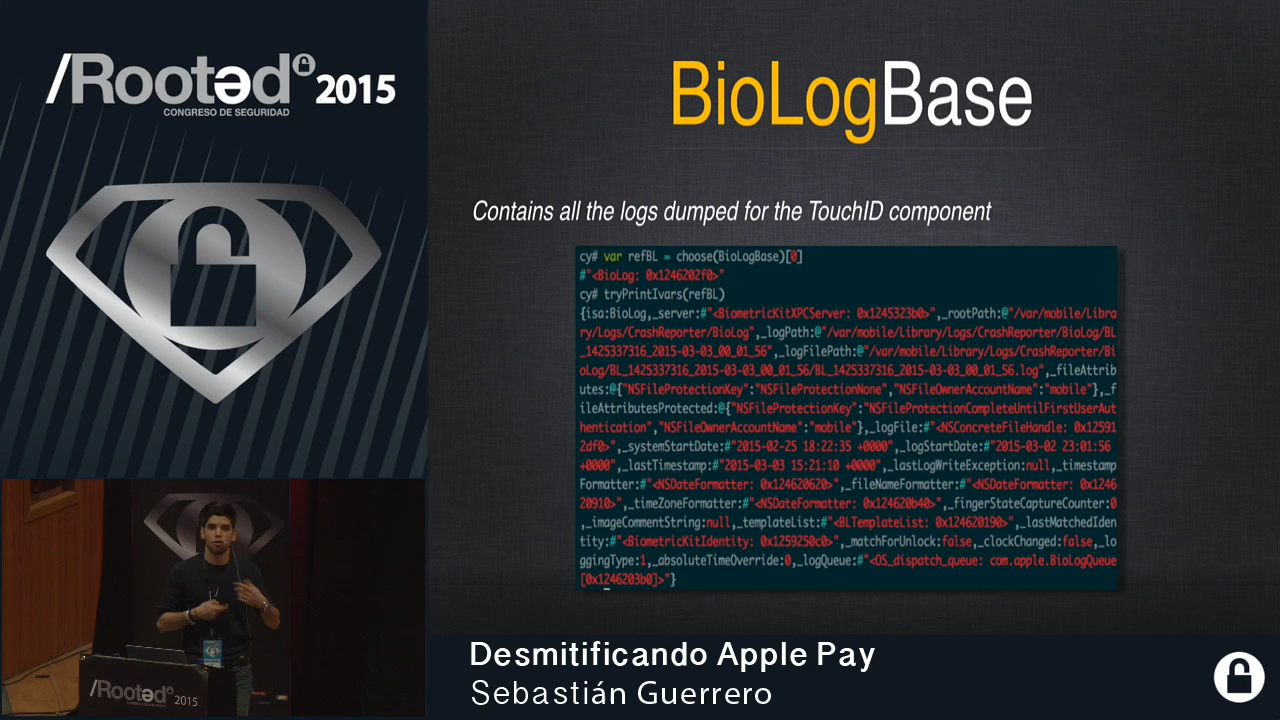 /Rootəd 2015
CONGRESO DE SEGURIDAD
BioLogBase
Contains all the logs dumped for the TouchID component
cy# var refBL = choose(BioLogBase)[0]
#"<BioLog: 0x1246202f0>"
cy# tryPrintIvars(refBL)
{isa:BioLog,_server:#"<BiometricKitXPCServer: 0x1245323b0>",_rootPath:@"/var/mobile/Libra
ry/Logs/CrashReporter/BioLog",_logPath:@"/var/mobile/Library/Logs/CrashReporter/BioLog/BL
_1425337316_2015-03-03_00_01_56",_logFilePath:@"/var/mobile/Library/Logs/CrashReporter/Bi
oLog/BL_1425337316_2015-03-03_00_01_56/BL_1425337316_2015-03-03_00_01_56.log",_fileAttrib
utes:@{"NSFileProtectionKey":"NSFileProtectionNone","NSFileOwnerAccountName":"mobile"},_f
ileAttributesProtected:@{"NSFileProtectionKey":"NSFileProtectionCompleteUntilFirstUserAut
hentication","NSFileOwnerAccountName":"mobile"},_logFile:#"<NSConcreteFileHandle: 0x12591
2df0>",_systemStartDate:#"2015-02-25 18:22:35 +0000",_logStartDate:#"2015-03-02 23:01:56
+0000",_lastTimestamp:#"2015-03-03 15:21:10 +0000",_lastLogWriteException:null,_timestamp
Formatter:#"<NSDateFormatter: 0x124620620>",_fileNameFormatter:#"<NSDateFormatter: 0x1246
20910>",_timeZoneFormatter:#"<NSDateFormatter: 0x124620b40>",_fingerStateCaptureCounter:0
,_imageCommentString:null,_templateList:#"<BLTemplateList: 0x124620190>",_lastMatchedIden
tity:#"<BiometricKitIdentity: 0x1259250c0>",_matchForUnlock:false,_clockChanged:false,_lo
ggingType:1,_absoluteTimeOverride:0,_logQueue:#"<OS_dispatch_queue: com.apple.BioLogQueue
[0x1246203b0]>"}
/Rootəd 2015
Desmitificando Apple Pay
Sebastián Guerrero